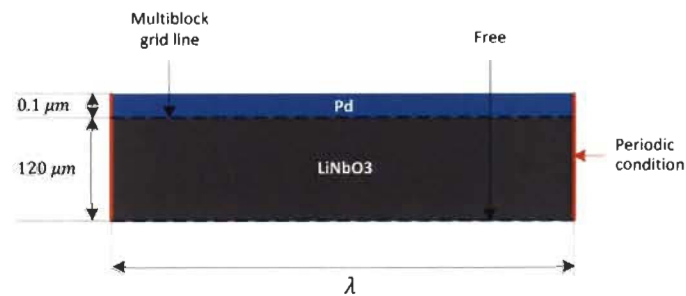 Multiblock
grid line
Free
0.1 μm
Pd
120 μm
LiNbO3
Periodic
condition
λ